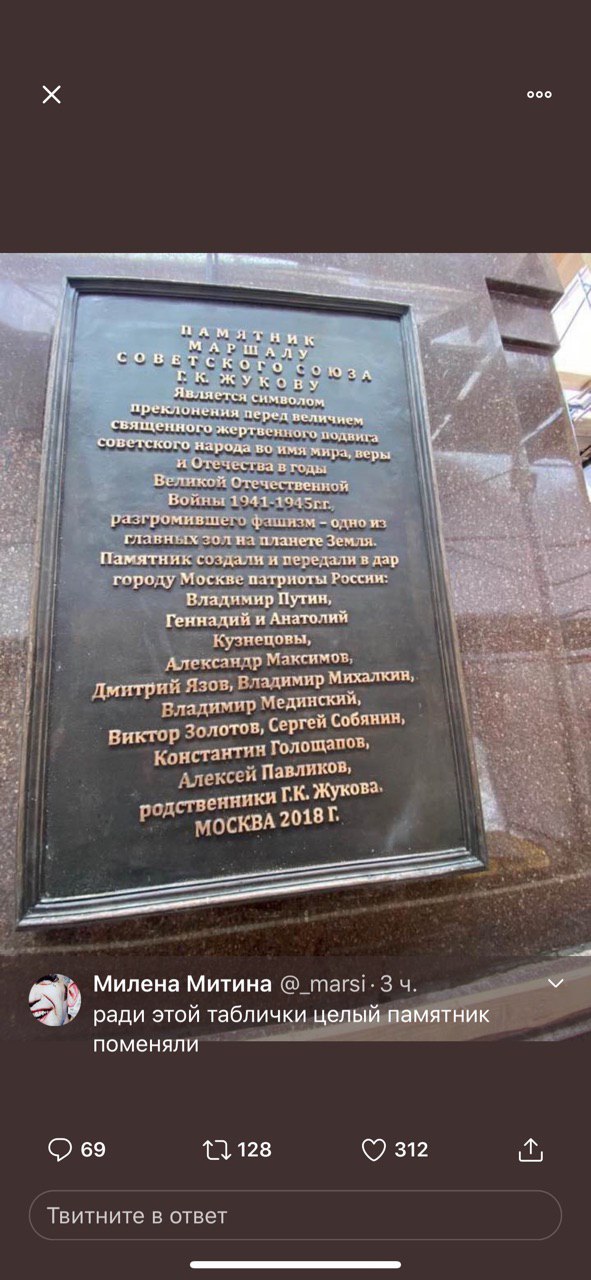 ПАМЯТНИК
МАРШАЛУ
СОВЕТСКОГО СОЮЗА
Г. К. ЖУКОВУ
Является символом
преклонения перед величием
священного жертвенного подвига
советского народа во имя мира, веры
и Отечества в годы
Великой Отечественной
Войны 1941-1945г.г.,
разгромившего фашизм – одно из
главных зол на планете Земля.
Памятник создали и передали в дар
городу Москве патриоты России:
Владимир Путин,
Геннадий и Анатолий
Кузнецовы,
Александр Максимов,
Дмитрий Язов, Владимир Михалкин,
Владимир Мединский,
Виктор Золотов, Сергей Собянин,
Константин Голощапов,
Алексей Павликов,
родственники Г.К. Жукова.
МОСКВА 2018 Г.
Милена Митина @_marsi · 3 ч.
ради этой таблички целый памятник
поменяли
69 128 312
Твитните в ответ